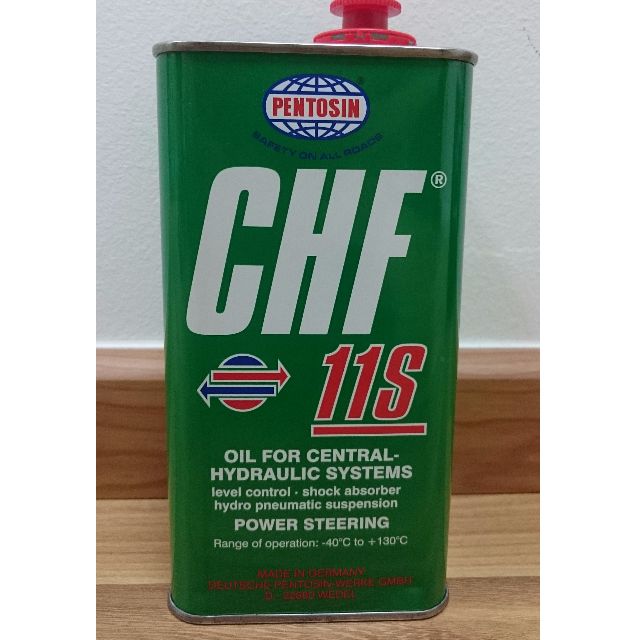 PENTOSIN
®
SAFETY ON ALL ROADS
CHF®
11S
OIL FOR CENTRAL-
HYDRAULIC SYSTEMS
level control · shock absorber
hydro pneumatic suspension
POWER STEERING
Range of operation: -40°C to +130°C
MADE IN GERMANY
DEUTSCHE PENTOSIN-WERKE GMBH
D - 22880 WEDEL